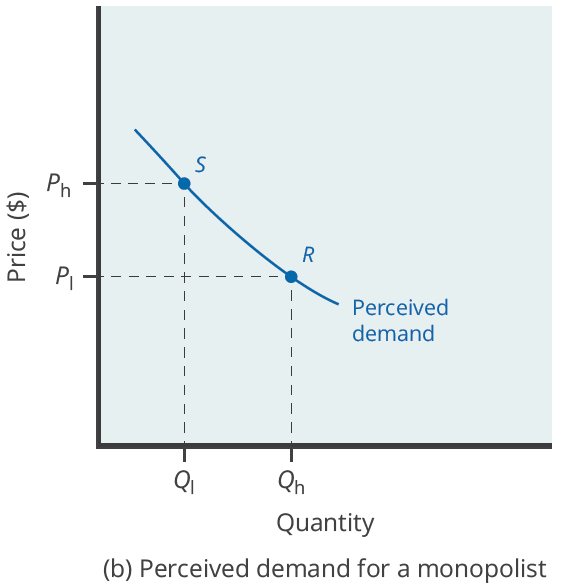 Price ($)
Ph
Pl
S
R
Perceived
demand
Ql
Qh
Quantity
(b) Perceived demand for a monopolist